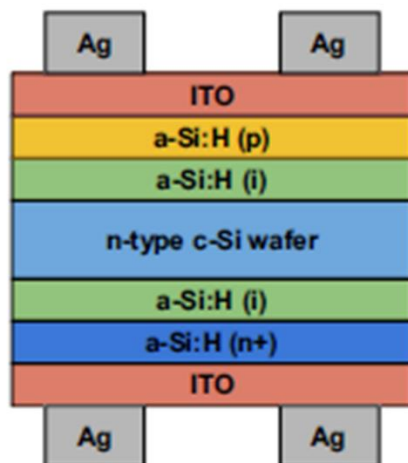 Ag Ag
ITO
a-Si:H (p)
a-Si:H (i)
n-type c-Si wafer
a-Si:H (i)
a-Si:H (n+)
ITO
Ag Ag